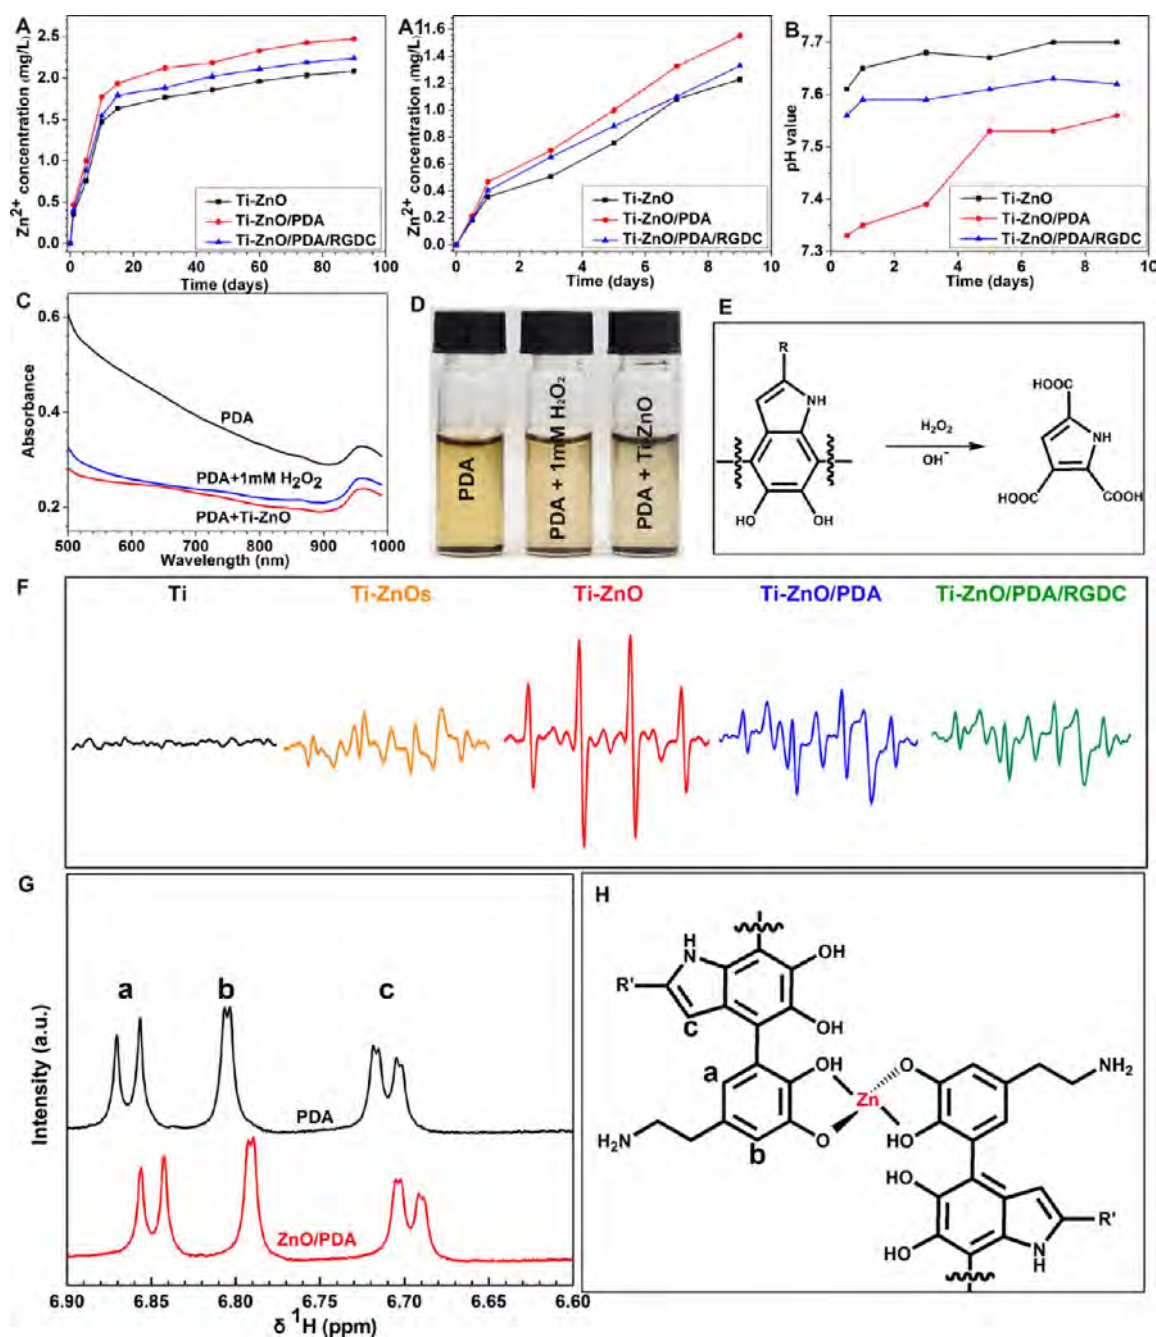 A
Zn2+ concentration (mg/L)
2.5
2.0
1.5
1.0
0.5
0.0
Ti-ZnO
Ti-ZnO/PDA
Ti-ZnO/PDA/RGDC
0 20 40 60 80 100
Time (days)
A1
Zn2+ concentration (mg/L)
1.6
1.4
1.2
1.0
0.8
0.6
0.4
0.2
0.0
Ti-ZnO
Ti-ZnO/PDA
Ti-ZnO/PDA/RGDC
0 2 4 6 8 10
Time (days)
B
pH value
7.7
7.6
7.5
7.4
7.3
Ti-ZnO
Ti-ZnO/PDA
Ti-ZnO/PDA/RGDC
0 2 4 6 8 10
Time (days)
C
Absorbance
0.6
0.4
0.2
PDA
PDA+1mM H2O2
PDA+Ti-ZnO
500 600 700 800 900 1000
Wavelength (nm)
D
PDA
PDA + 1mM H2O2
PDA + Ti-ZnO
E
R
NH
HO OH
H2O2
OH−
HOOC
NH
HOOC COOH
F
Ti Ti-ZnOs Ti-ZnO Ti-ZnO/PDA Ti-ZnO/PDA/RGDC
G
Intensity (a.u.)
a b c
PDA
ZnO/PDA
6.90 6.85 6.80 6.75 6.70 6.65 6.60
δ 1H (ppm)
H
H
N
OH
R'
c
OH
a
OH
O
NH2
Zn
H2N
O
HO
b
HO
R'
HO
N
H